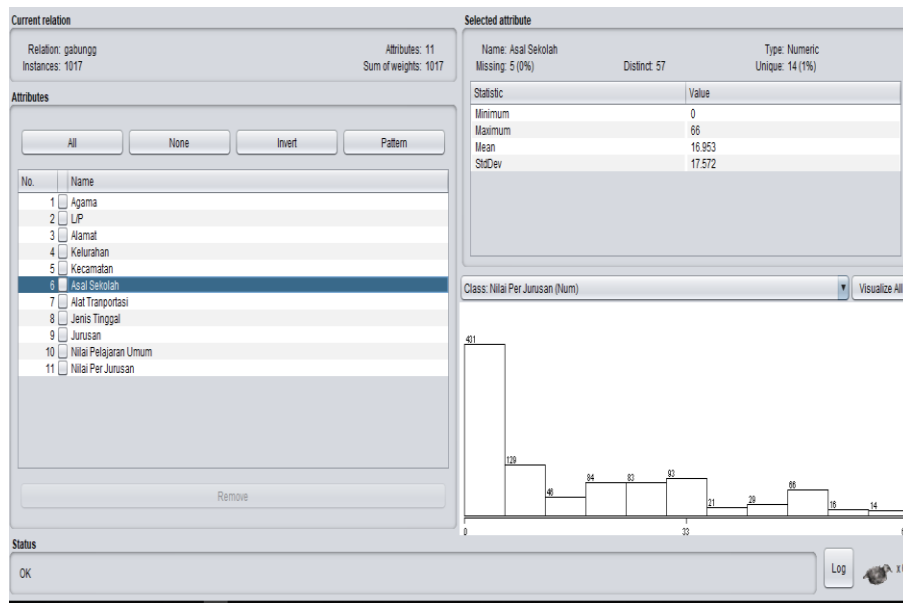 Current relation
Relation: gabungg Attributes: 11
Instances: 1017 Sum of weights: 1017
Attributes
All None Invert Pattern
No. Name
1 Agama
2 L/P
3 Alamat
4 Kelurahan
5 Kecamatan
6 Asal Sekolah
7 Alat Tranportasi
8 Jenis Tinggal
9 Jurusan
10 Nilai Pelajaran Umum
11 Nilai Per Jurusan
Remove
Status
OK
Selected attribute
Name: Asal Sekolah Type: Numeric
Missing: 5 (0%) Distinct: 57 Unique: 14 (1%)
Statistic Value
Minimum 0
Maximum 66
Mean 16.953
StdDev 17.572
Class: Nilai Per Jurusan (Num) Visualize All
431
129
46
84
83
93
21
29
66
16
14
0 33
Log